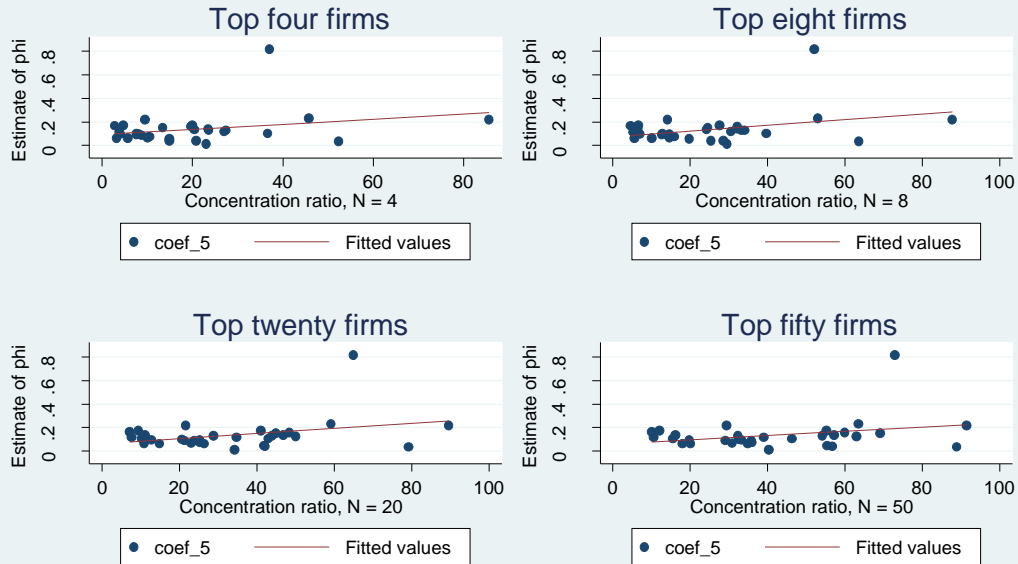 Top four firms
Estimate of phi
0 .2 .4 .6 .8
0 20 40 60 80
Concentration ratio, N = 4
coef_5 Fitted values
Top eight firms
Estimate of phi
0 .2 .4 .6 .8
0 20 40 60 80 100
Concentration ratio, N = 8
coef_5 Fitted values
Top twenty firms
Estimate of phi
0 .2 .4 .6 .8
0 20 40 60 80 100
Concentration ratio, N = 20
coef_5 Fitted values
Top fifty firms
Estimate of phi
0 .2 .4 .6 .8
0 20 40 60 80 100
Concentration ratio, N = 50
coef_5 Fitted values